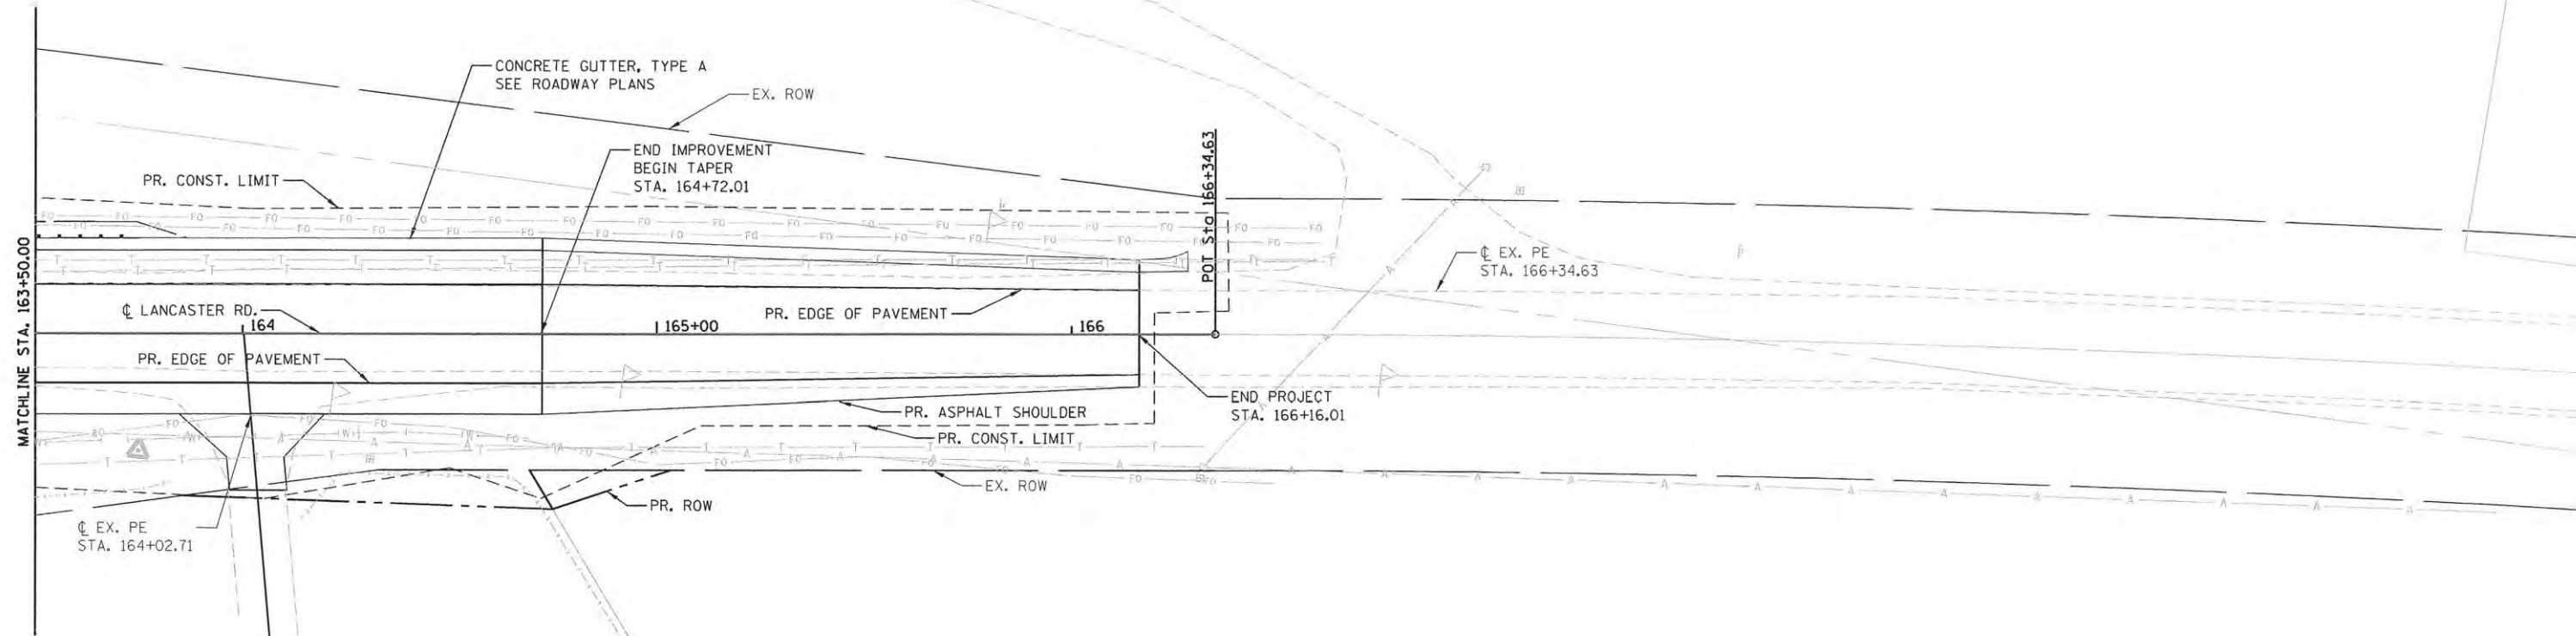 CONCRETE GUTTER, TYPE A
SEE ROADWAY PLANS
EX. ROW
END IMPROVEMENT
BEGIN TAPER
STA. 164+72.01
PR. CONST. LIMIT
POT Sta 166+34.63
MATCHLINE STA. 163+50.00
℄ EX. PE
STA. 166+34.63
℄ LANCASTER RD.
164
165+00
166
PR. EDGE OF PAVEMENT
PR. EDGE OF PAVEMENT
END PROJECT
STA. 166+16.01
PR. ASPHALT SHOULDER
PR. CONST. LIMIT
EX. ROW
PR. ROW
℄ EX. PE
STA. 164+02.71